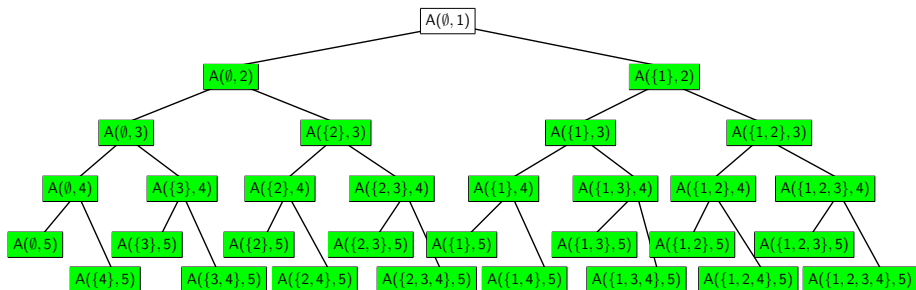 A(∅, 1)
A(∅, 2) A({1}, 2)
A(∅, 3) A({2}, 3) A({1}, 3) A({1, 2}, 3)
A(∅, 4) A({3}, 4) A({2}, 4) A({2, 3}, 4) A({1}, 4) A({1, 3}, 4) A({1, 2}, 4) A({1, 2, 3}, 4)
A(∅, 5) A({3}, 5) A({2}, 5) A({2, 3}, 5) A({1}, 5) A({1, 3}, 5) A({1, 2}, 5) A({1, 2, 3}, 5)
A({4}, 5) A({3, 4}, 5) A({2, 4}, 5) A({2, 3, 4}, 5) A({1, 4}, 5) A({1, 3, 4}, 5) A({1, 2, 4}, 5) A({1, 2, 3, 4}, 5)